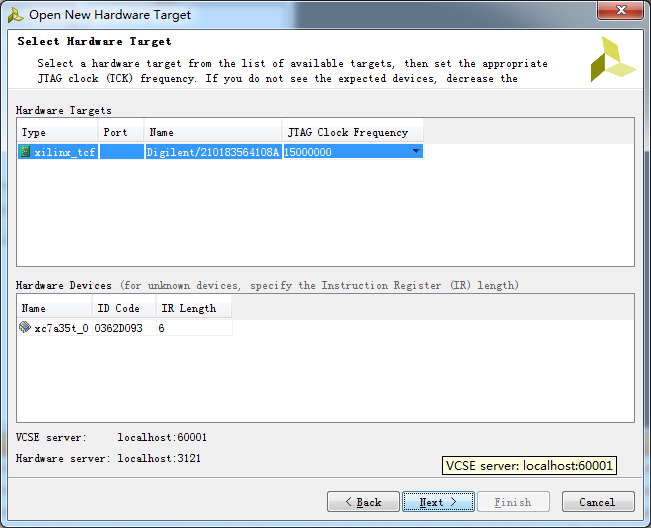 Open New Hardware Target
Select Hardware Target
Select a hardware target from the list of available targets, then set the appropriate
JTAG clock (TCK) frequency. If you do not see the expected devices, decrease the
Hardware Targets
Type Port Name JTAG Clock Frequency
xilinx_tcf Digilent/210183564108A 15000000
Hardware Devices (for unknown devices, specify the Instruction Register (IR) length)
Name ID Code IR Length
xc7a35t_0 0362D093 6
VCSE server: localhost:60001
Hardware server: localhost:3121
VCSE server: localhost:60001
< Back Next > Finish Cancel